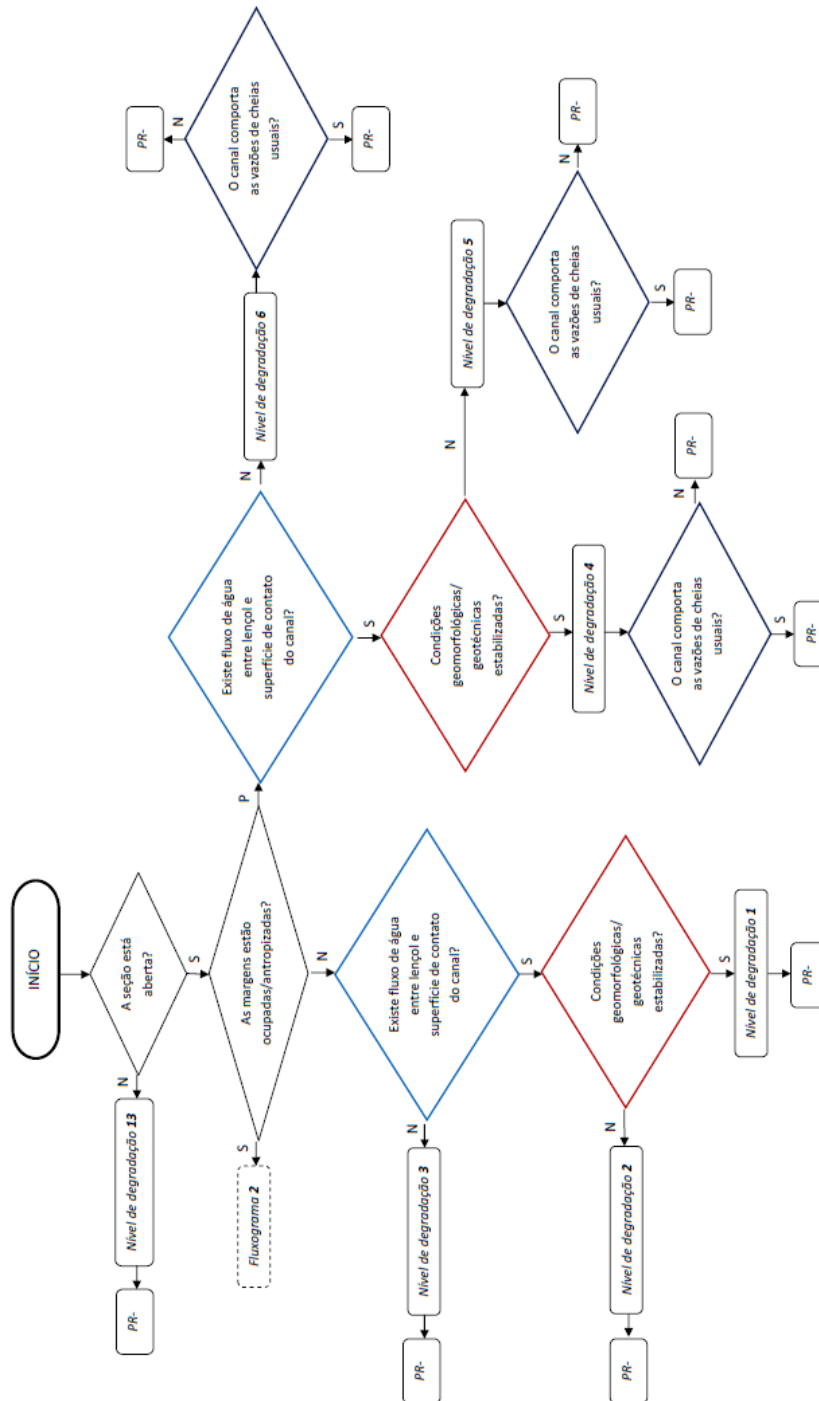 INÍCIO
A seção está
aberta?
N
Nível de degradação 13
PR-
S
As margens estão
ocupadas/antropizadas?
S
Fluxograma 2
P
Existe fluxo de água
entre lençol e
superfície de contato
do canal?
N
Nível de degradação 6
O canal comporta
as vazões de cheias
usuais?
N
PR-
S
PR-
S
Condições
geomorfológicas/
geotécnicas
estabilizadas?
N
Nível de degradação 5
O canal comporta
as vazões de cheias
usuais?
N
PR-
S
PR-
S
Nível de degradação 4
O canal comporta
as vazões de cheias
usuais?
N
PR-
S
PR-
N
Existe fluxo de água
entre lençol e
superfície de contato
do canal?
N
Nível de degradação 3
PR-
S
Condições
geomorfológicas/
geotécnicas
estabilizadas?
N
Nível de degradação 2
PR-
S
Nível de degradação 1
PR-